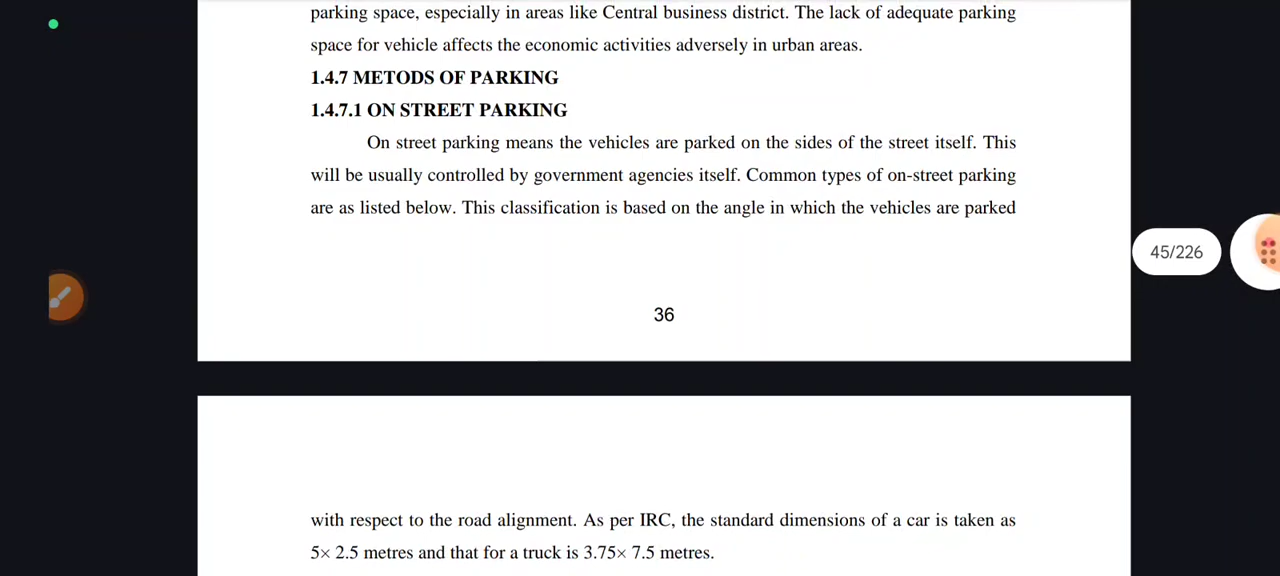 parking space, especially in areas like Central business district. The lack of adequate parking
space for vehicle affects the economic activities adversely in urban areas.
1.4.7 METODS OF PARKING
1.4.7.1 ON STREET PARKING
On street parking means the vehicles are parked on the sides of the street itself. This
will be usually controlled by government agencies itself. Common types of on-street parking
are as listed below. This classification is based on the angle in which the vehicles are parked
45/226
36
with respect to the road alignment. As per IRC, the standard dimensions of a car is taken as
5× 2.5 metres and that for a truck is 3.75× 7.5 metres.